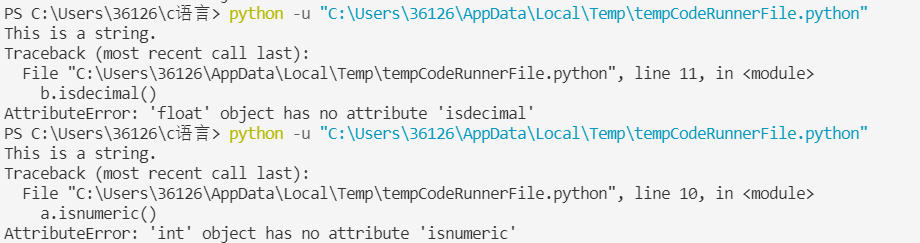 PS C:\Users\36126\c语言> python -u "C:\Users\36126\AppData\Local\Temp\tempCodeRunnerFile.python"
This is a string.
Traceback (most recent call last):
  File "C:\Users\36126\AppData\Local\Temp\tempCodeRunnerFile.python", line 11, in <module>
    b.isdecimal()
AttributeError: 'float' object has no attribute 'isdecimal'
PS C:\Users\36126\c语言> python -u "C:\Users\36126\AppData\Local\Temp\tempCodeRunnerFile.python"
This is a string.
Traceback (most recent call last):
  File "C:\Users\36126\AppData\Local\Temp\tempCodeRunnerFile.python", line 10, in <module>
    a.isnumeric()
AttributeError: 'int' object has no attribute 'isnumeric'